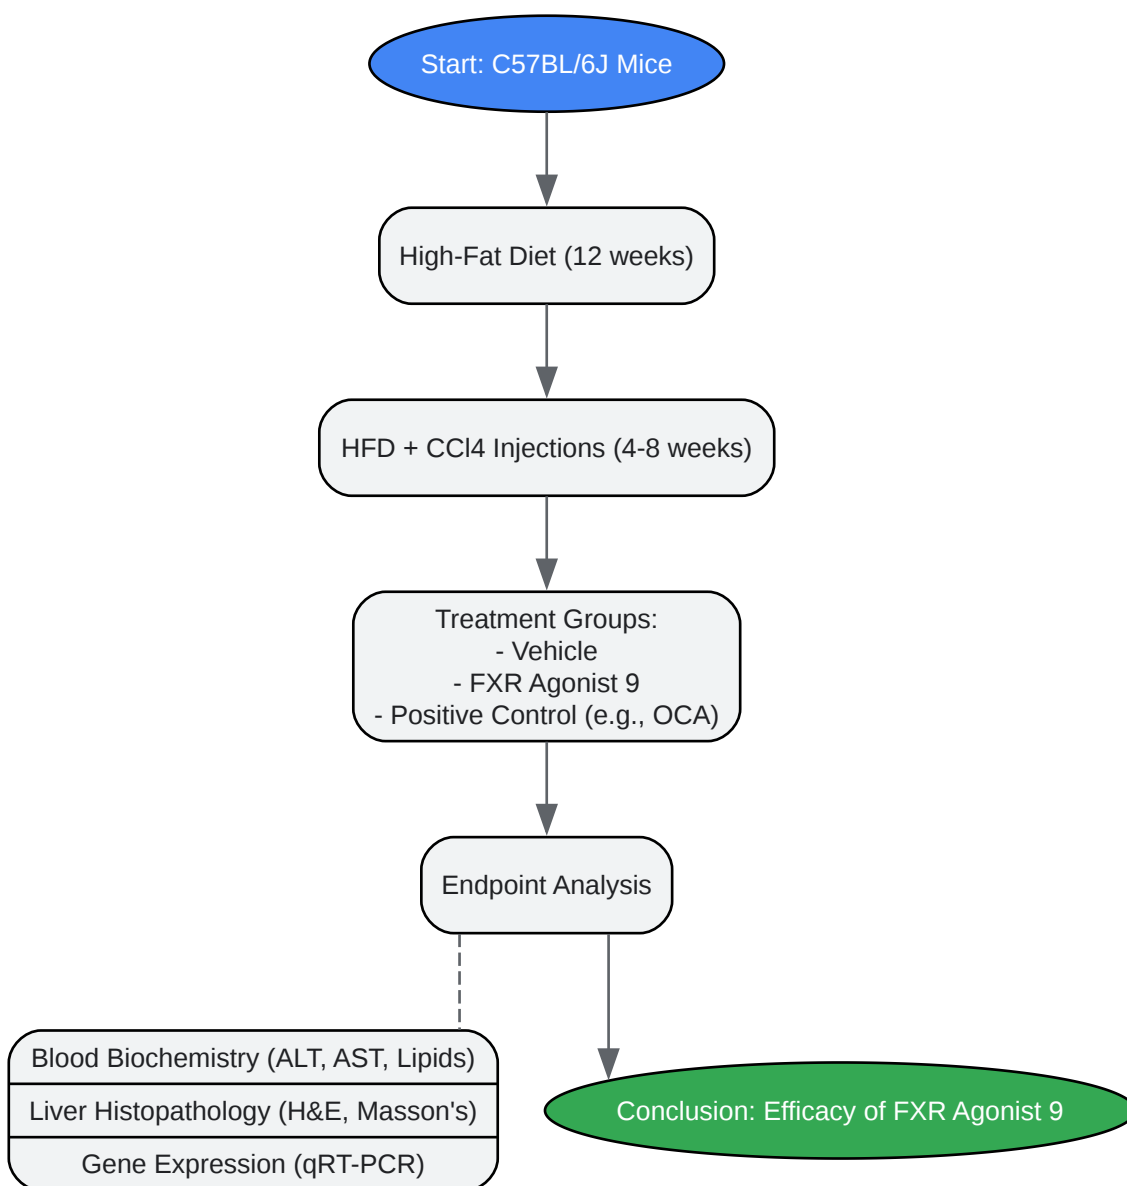 Start: C57BL/6J Mice
High-Fat Diet (12 weeks)
HFD + CCl4 Injections (4-8 weeks)
Treatment Groups:
- Vehicle
- FXR Agonist 9
- Positive Control (e.g., OCA)
Endpoint Analysis
Blood Biochemistry (ALT, AST, Lipids)
Liver Histopathology (H&E, Masson's)
Gene Expression (qRT-PCR)
Conclusion: Efficacy of FXR Agonist 9